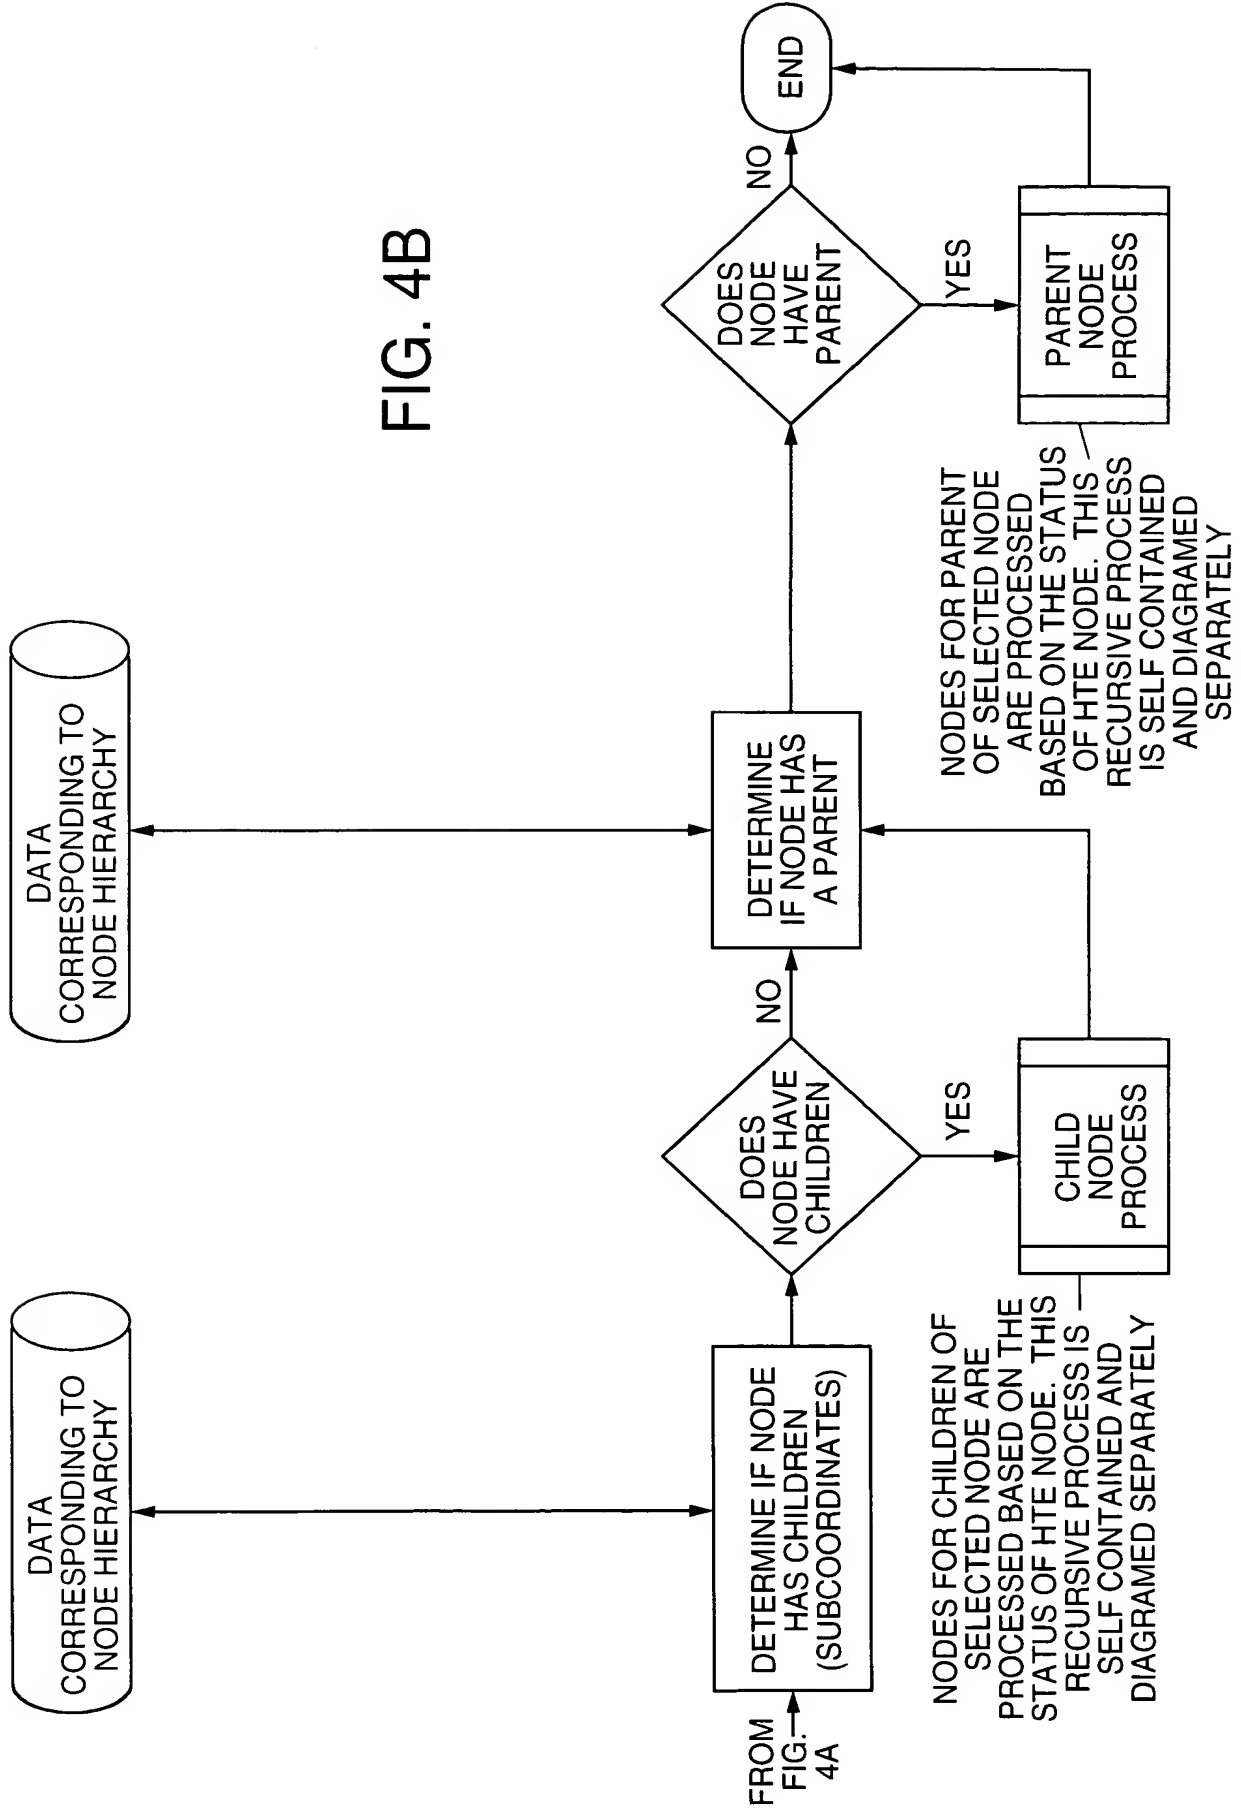 DATA
CORRESPONDING TO
NODE HIERARCHY
DATA
CORRESPONDING TO
NODE HIERARCHY
FIG. 4B
FROM
FIG.
4A
DETERMINE IF NODE
HAS CHILDREN
(SUBCOORDINATES)
DOES
NODE HAVE
CHILDREN
NO
YES
DETERMINE
IF NODE HAS
A PARENT
DOES
NODE
HAVE
PARENT
NO
YES
END
NODES FOR CHILDREN OF
SELECTED NODE ARE
PROCESSED BASED ON THE
STATUS OF HTE NODE. THIS
RECURSIVE PROCESS IS
SELF CONTAINED AND
DIAGRAMED SEPARATELY
CHILD
NODE
PROCESS
NODES FOR PARENT
OF SELECTED NODE
ARE PROCESSED
BASED ON THE STATUS
OF HTE NODE. THIS
RECURSIVE PROCESS
IS SELF CONTAINED
AND DIAGRAMED
SEPARATELY
PARENT
NODE
PROCESS